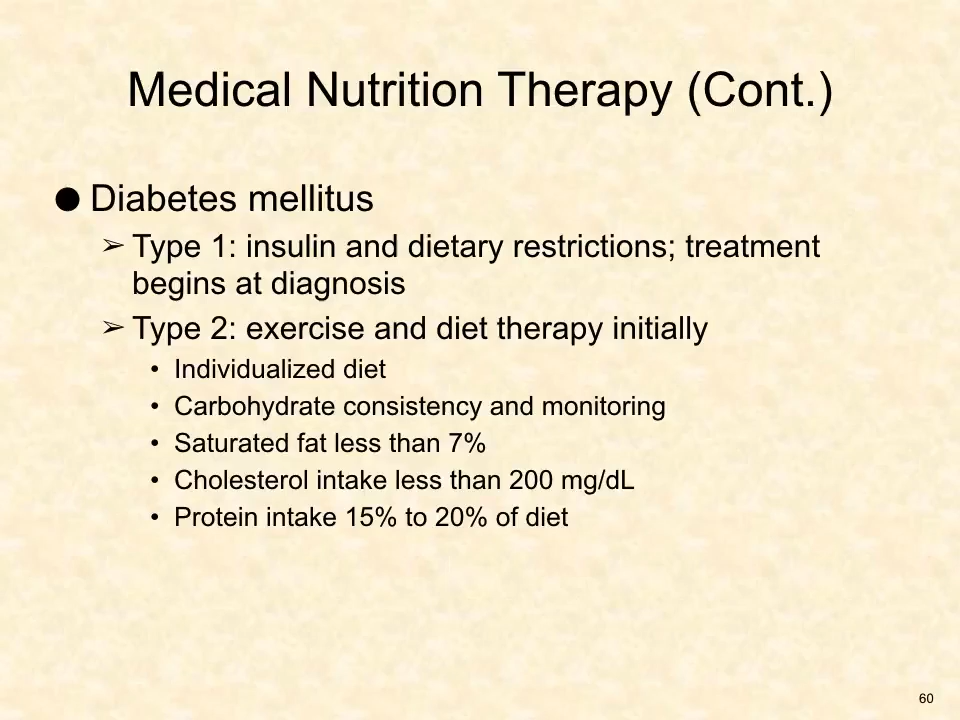 Medical Nutrition Therapy (Cont.)
● Diabetes mellitus
➢ Type 1: insulin and dietary restrictions; treatment
begins at diagnosis
➢ Type 2: exercise and diet therapy initially
• Individualized diet
• Carbohydrate consistency and monitoring
• Saturated fat less than 7%
• Cholesterol intake less than 200 mg/dL
• Protein intake 15% to 20% of diet
60